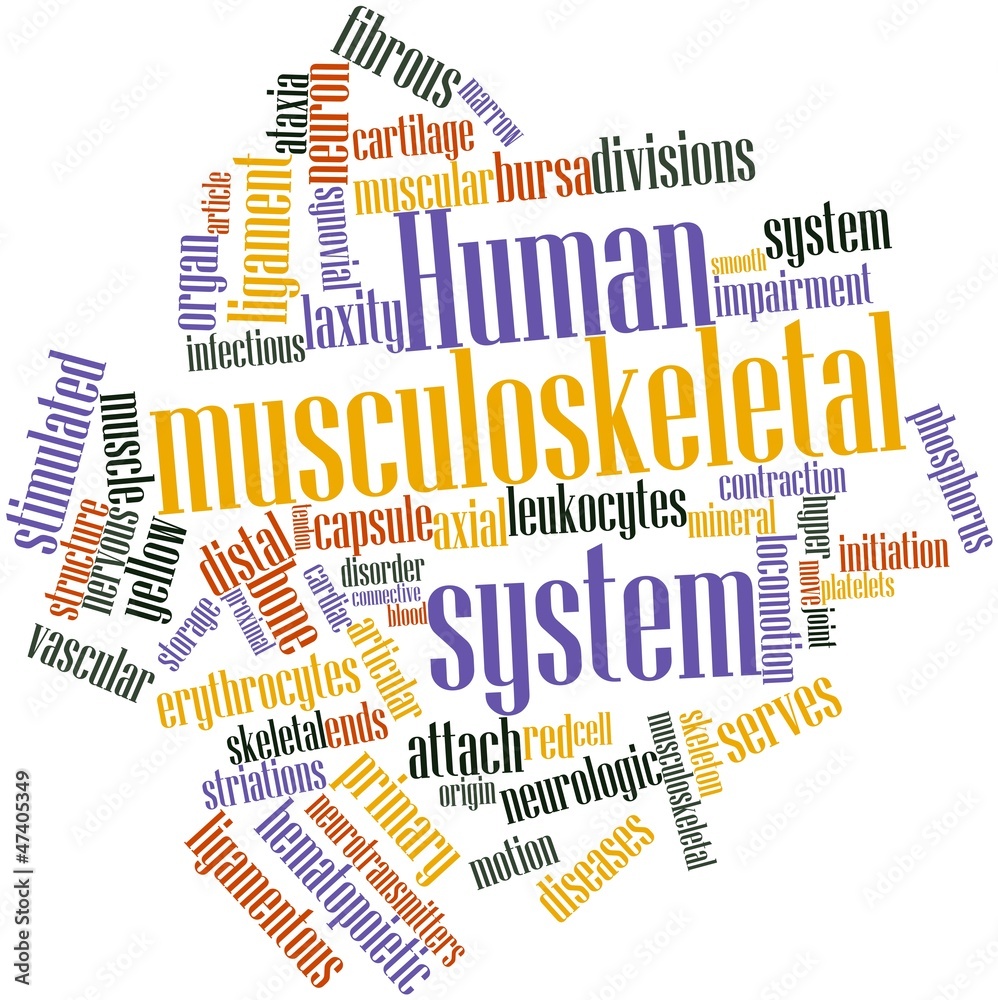 fibrous
marrow
ataxia
neuron
cartilage
article
ligament
synovial
muscular
bursa
divisions
organ
Human
smooth
system
impairment
laxity
infectious
musculoskeletal
stimulated
muscle
phosphorus
structure
nervous
yellow
distal
tendon
capsule
axial
leukocytes
contraction
mineral
hyper
initiation
locomotion
move
platelets
joint
bone
cardiac
disorder
connective
blood
system
storage
proximal
vascular
articular
erythrocytes
skeletal
ends
attach
red
cell
musculoskeletal
skeleton
serves
striations
primary
origin
neurologic
motion
diseases
ligamentous
hematopoietic
neurotransmitters
Adobe Stock | #47405349